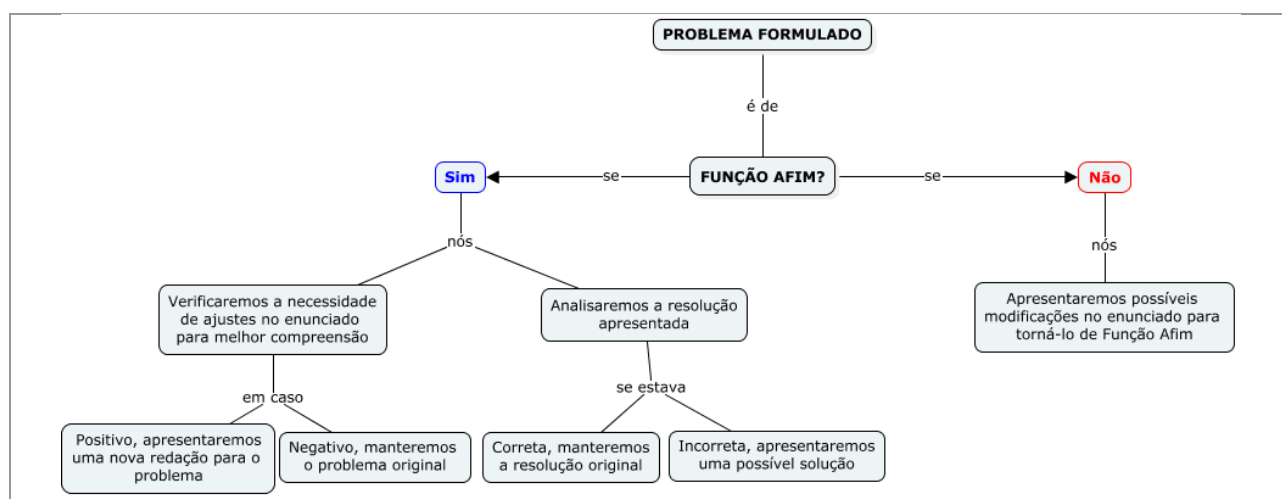 PROBLEMA FORMULADO
é de
Sim
se
FUNÇÃO AFIM?
se
Não
nós
nós
Verificaremos a necessidade
de ajustes no enunciado
para melhor compreensão
Analisaremos a resolução
apresentada
Apresentaremos possíveis
modificações no enunciado para
torná-lo de Função Afim
em caso
se estava
Positivo, apresentaremos
uma nova redação para o
problema
Negativo, manteremos
o problema original
Correta, manteremos
a resolução original
Incorreta, apresentaremos
uma possível solução